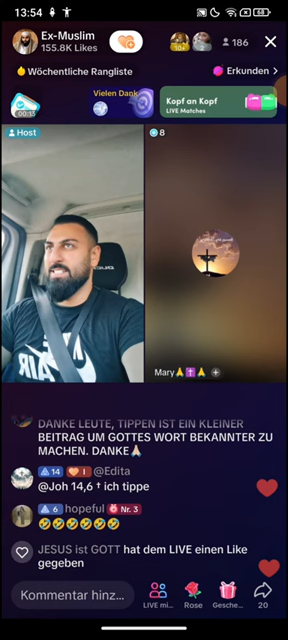 13:54
68
Ex-Muslim
155.8K Likes
10+
186
Wöchentliche Rangliste
Erkunden >
00:13
Vielen Dank
Kopf an Kopf
LIVE Matches
Host
8
Mary🙏✝️🙏 +
DANKE LEUTE, TIPPEN IST EIN KLEINER
BEITRAG UM GOTTES WORT BEKANNTER ZU
MACHEN. DANKE🙏🏻
14 I @Edita
@Joh 14,6 † ich tippe
6 hopeful Nr. 3
🤣🤣🤣🤣🤣🤣
JESUS ist GOTT hat dem LIVE einen Like
gegeben
Kommentar hinz...
LIVE mi...
Rose
Gesche...
20